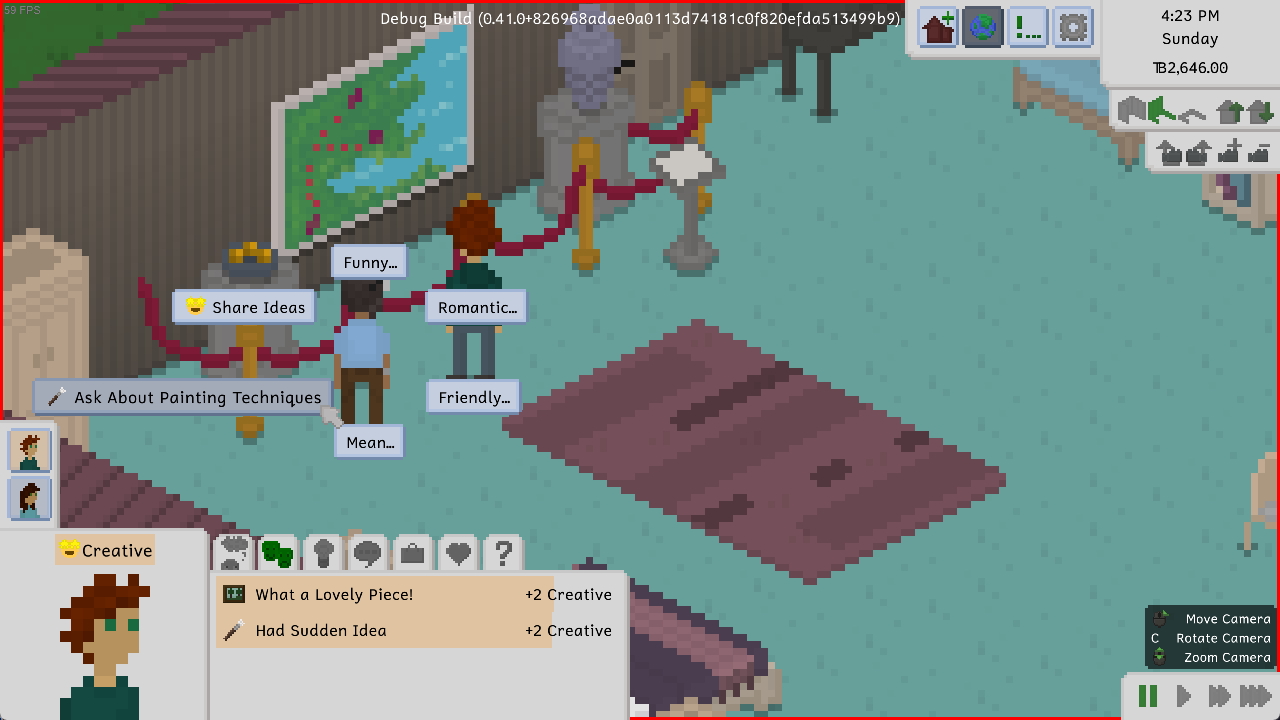 59 FPS
Debug Build (0.41.0+826968adae0a0113d74181c0f820efda513499b9)
4:23 PM
Sunday
₸2,646.00
Funny...
Share Ideas
Romantic...
Ask About Painting Techniques
Friendly...
Mean...
Creative
?
What a Lovely Piece! +2 Creative
Had Sudden Idea +2 Creative
Move Camera
C Rotate Camera
Zoom Camera